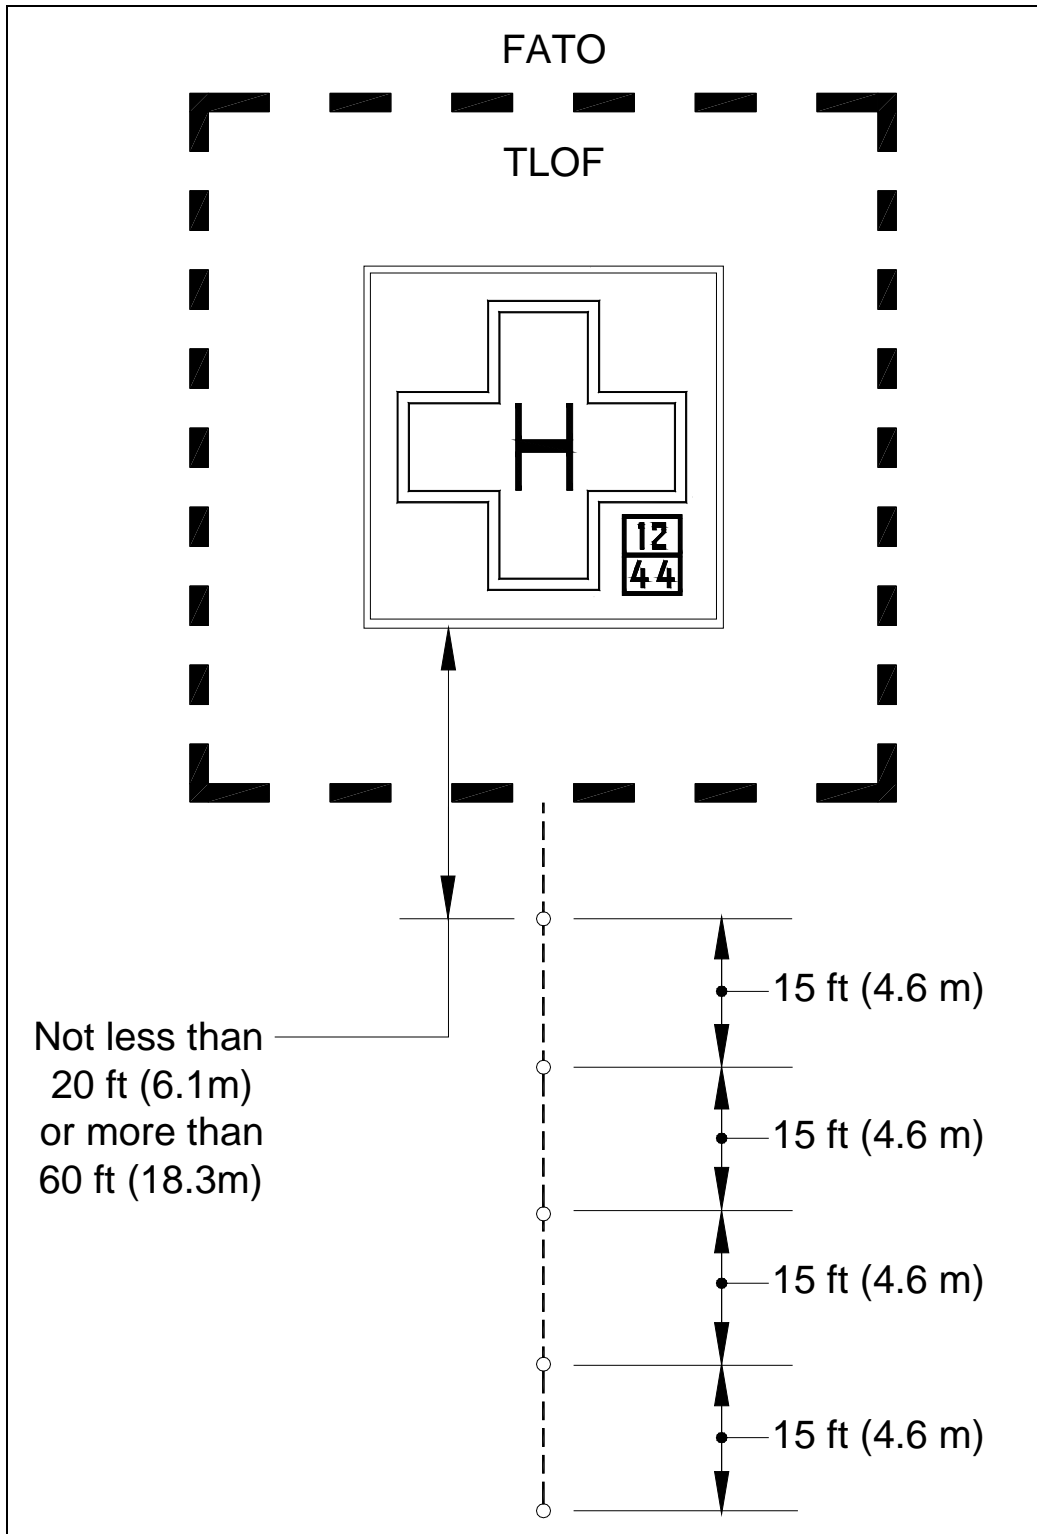 FATO
TLOF
H
12
44
15 ft (4.6 m)
Not less than
20 ft (6.1m)
or more than
60 ft (18.3m)
15 ft (4.6 m)
15 ft (4.6 m)
15 ft (4.6 m)